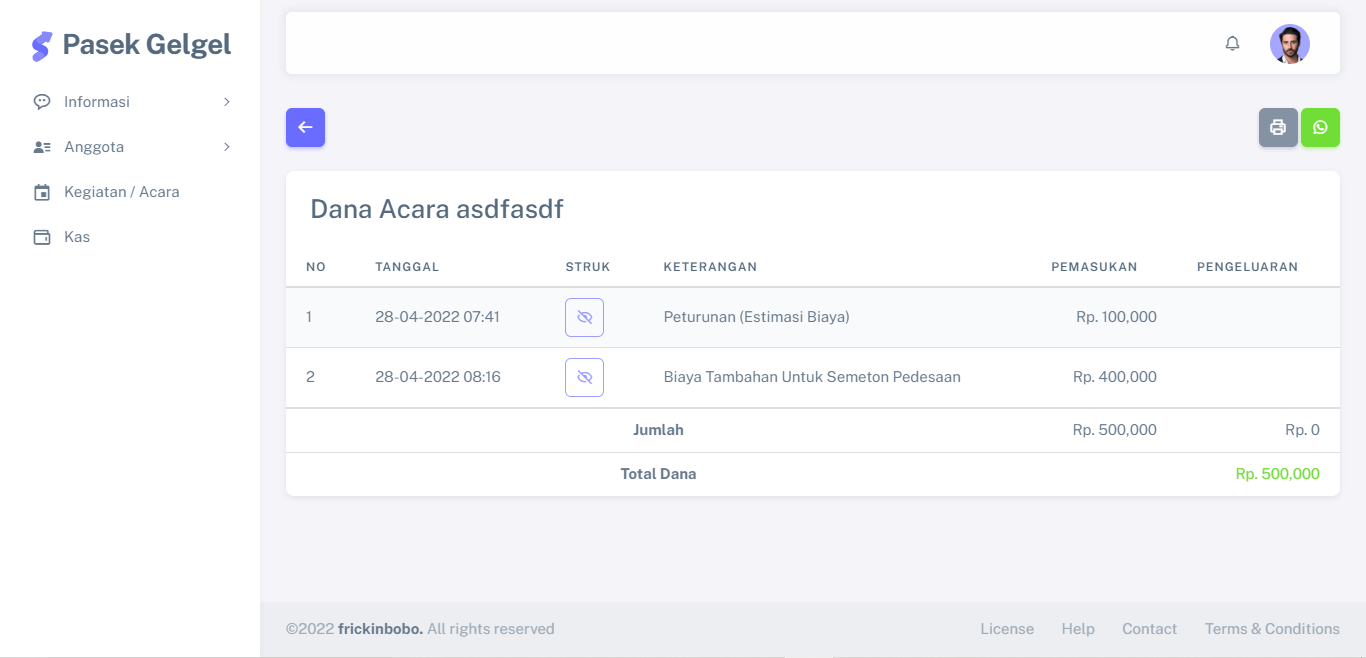 Pasek Gelgel
Informasi
Anggota
Kegiatan / Acara
Kas
Dana Acara asdfasdf
NO TANGGAL STRUK KETERANGAN PEMASUKAN PENGELUARAN
1 28-04-2022 07:41 Peturunan (Estimasi Biaya) Rp. 100,000
2 28-04-2022 08:16 Biaya Tambahan Untuk Semeton Pedesaan Rp. 400,000
Jumlah Rp. 500,000 Rp. 0
Total Dana Rp. 500,000
©2022 frickinbobo. All rights reserved License Help Contact Terms & Conditions